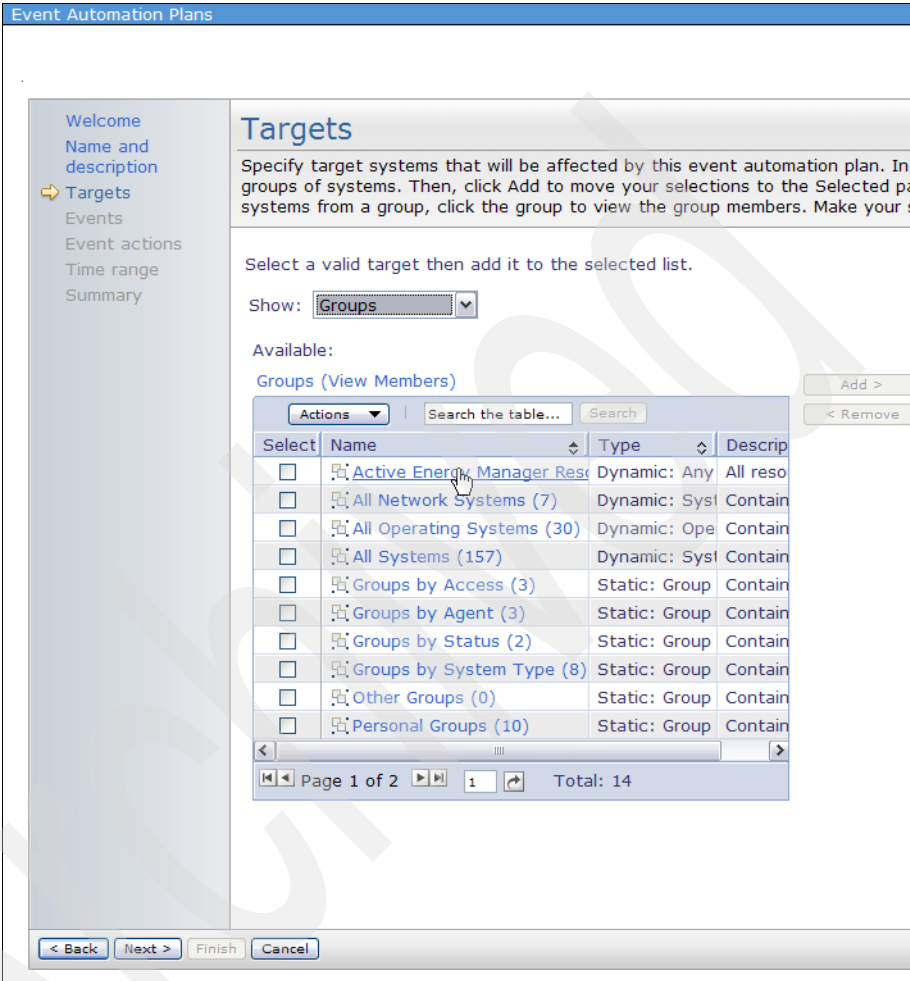 Event Automation Plans
Welcome
Name and
description
Targets
Events
Event actions
Time range
Summary
Targets
Specify target systems that will be affected by this event automation plan. In
groups of systems. Then, click Add to move your selections to the Selected pa
systems from a group, click the group to view the group members. Make your s
Select a valid target then add it to the selected list.
Show: Groups
Available:
Groups (View Members)
Add >
< Remove
Actions Search the table... Search
Select Name Type Descrip
Active Energy Manager Reso Dynamic: Any All reso
All Network Systems (7) Dynamic: Syst Contain
All Operating Systems (30) Dynamic: Ope Contain
All Systems (157) Dynamic: Syst Contain
Groups by Access (3) Static: Group Contain
Groups by Agent (3) Static: Group Contain
Groups by Status (2) Static: Group Contain
Groups by System Type (8) Static: Group Contain
Other Groups (0) Static: Group Contain
Personal Groups (10) Static: Group Contain
Page 1 of 2 1 Total: 14
< Back Next > Finish Cancel